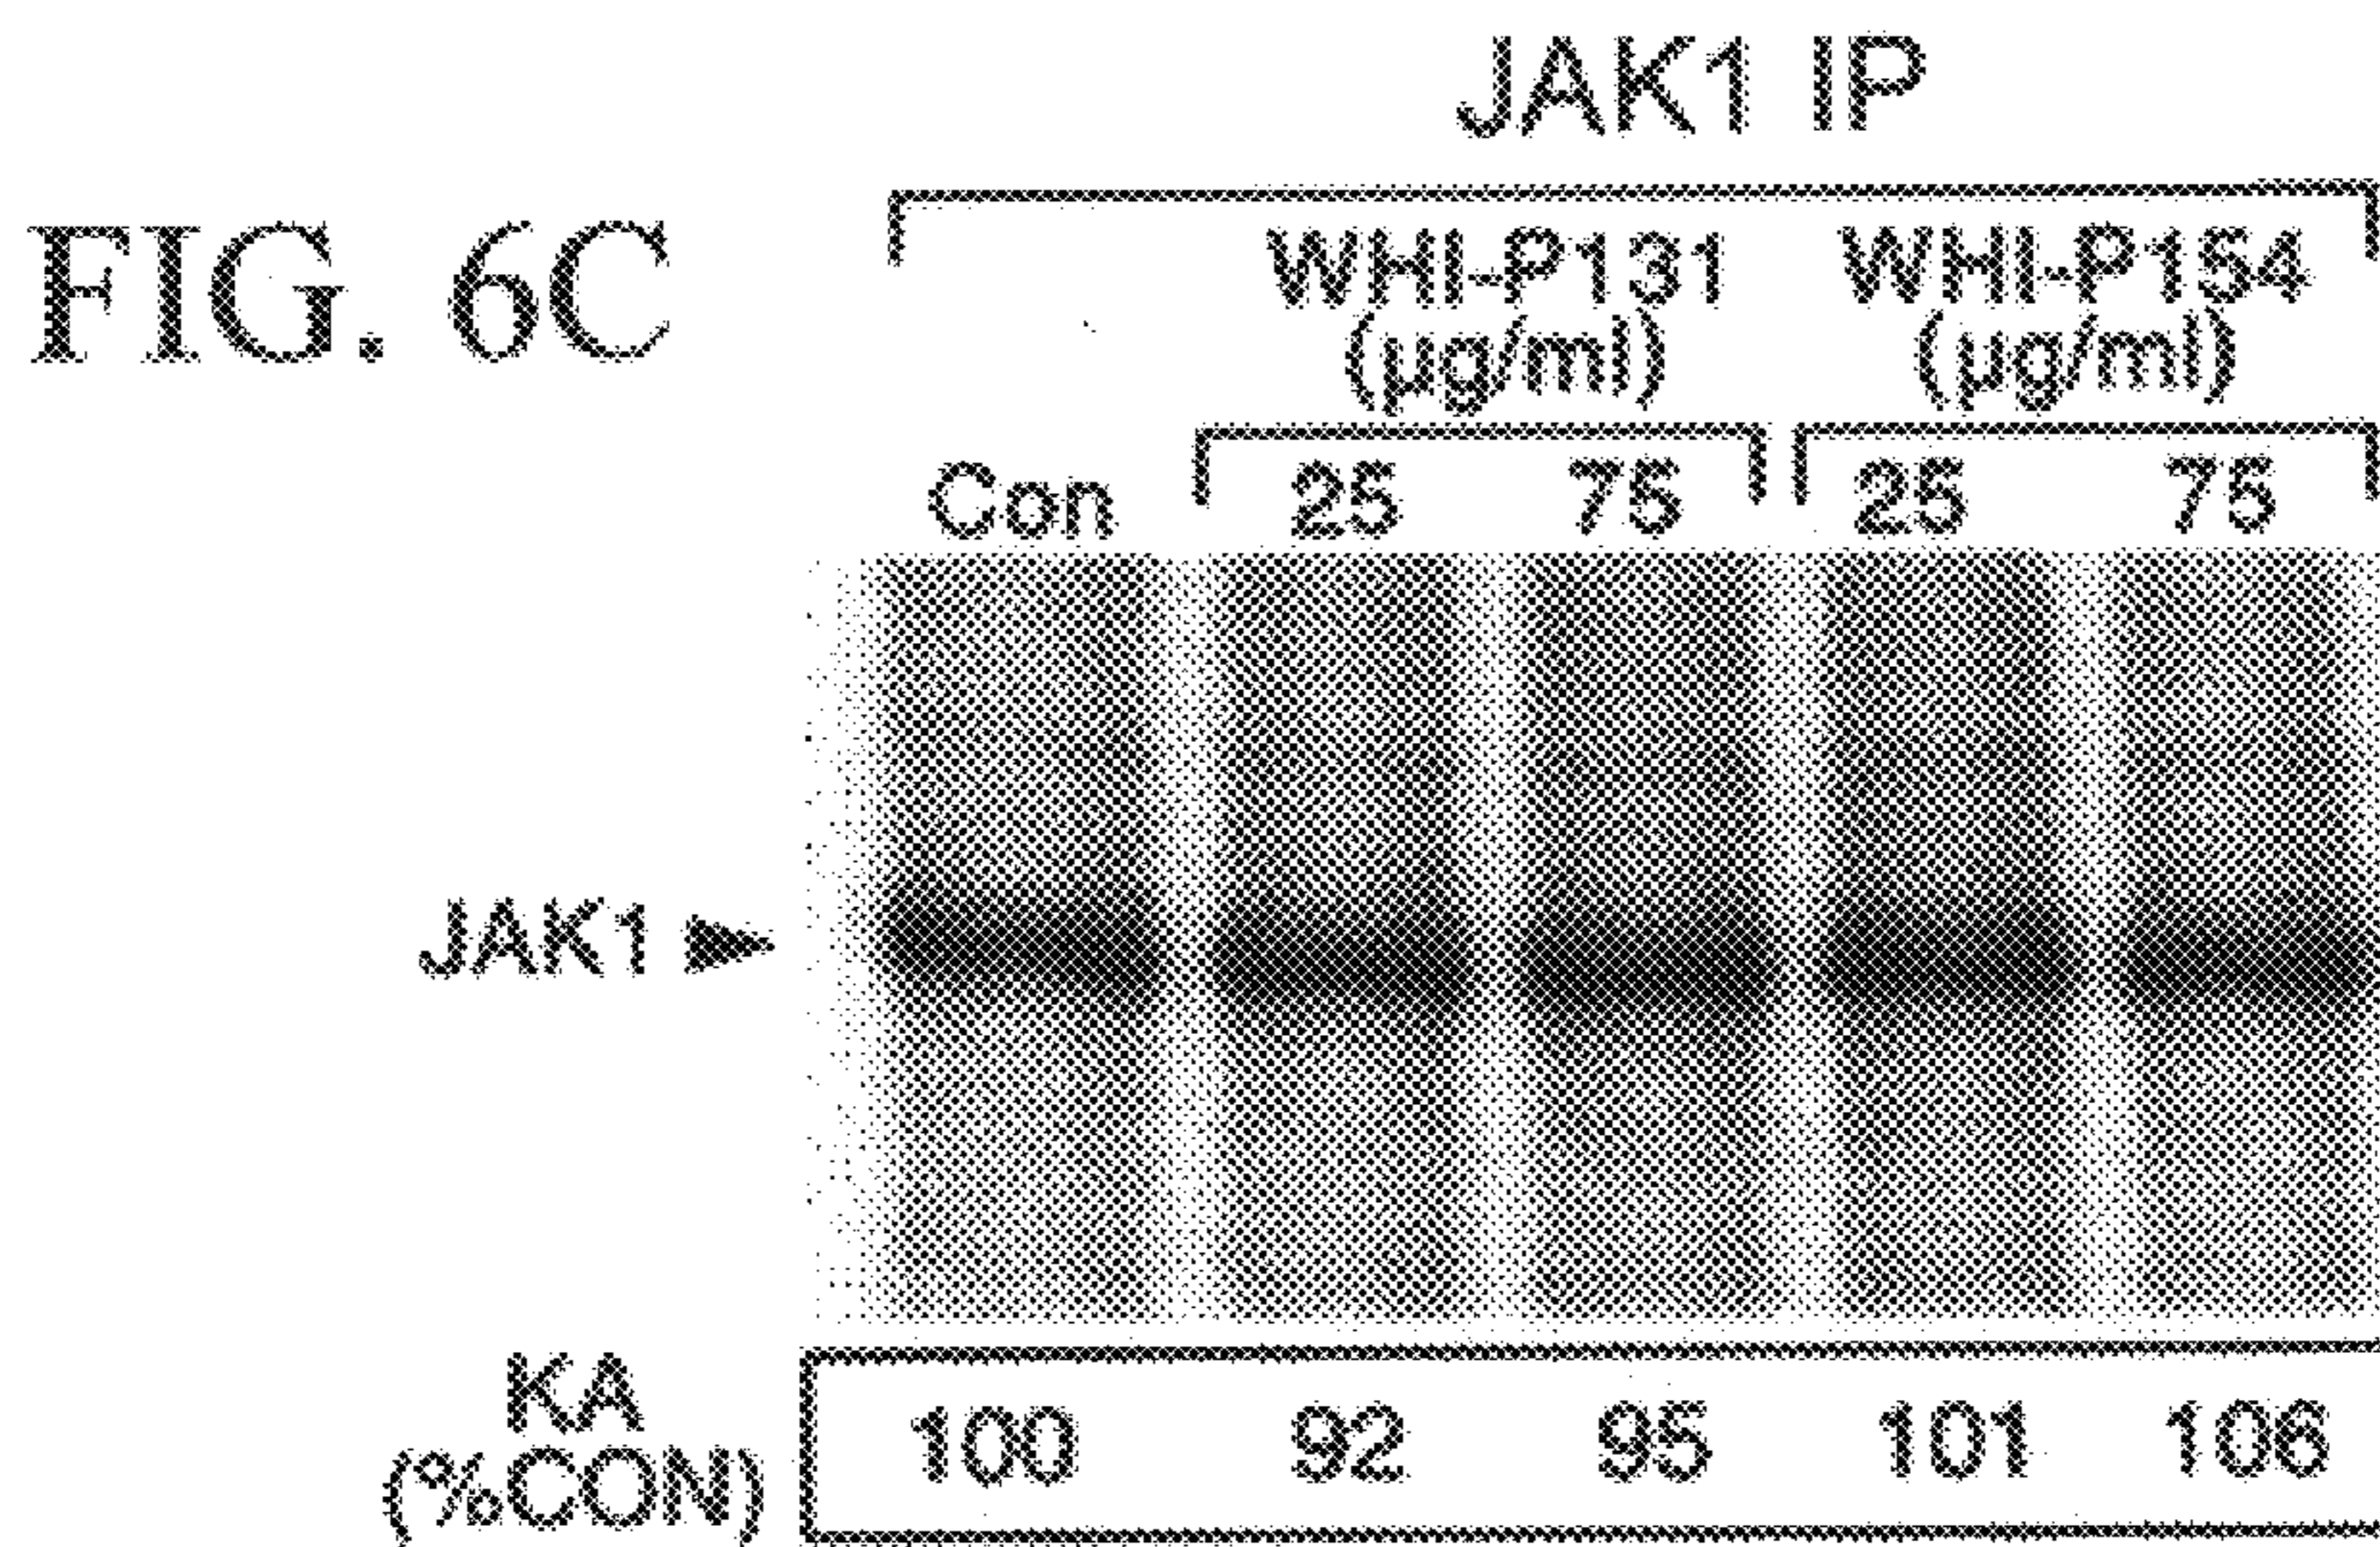 JAK1 IP
FIG. 6C
WHI-P131 WHI-P154
(µg/ml) (µg/ml)
Con 25 75 25 75
JAK1
KA
(%CON) 100 92 95 101 106